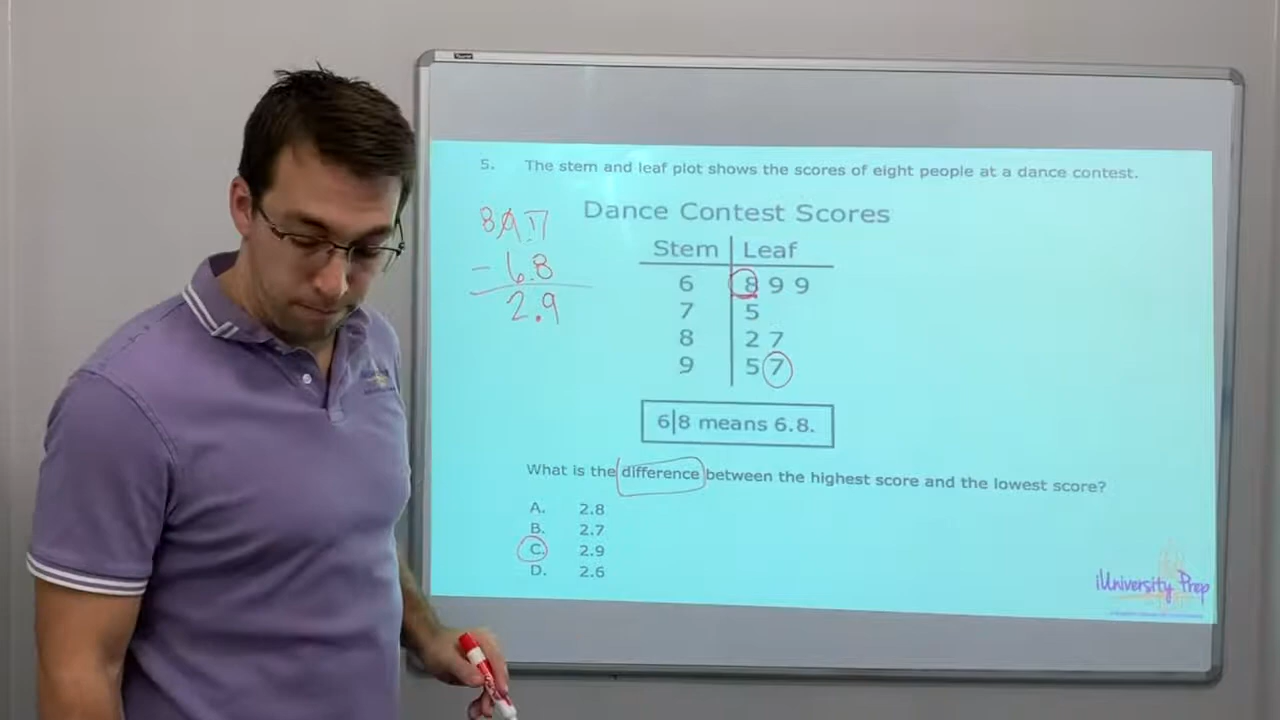 5. The stem and leaf plot shows the scores of eight people at a dance contest.
Dance Contest Scores
Stem Leaf
6 8 9 9
7 5
8 2 7
9 5 7
6|8 means 6.8.
8 9 17
- 6.8
2.9
What is the difference between the highest score and the lowest score?
A. 2.8
B. 2.7
C. 2.9
D. 2.6
iUniversity Prep